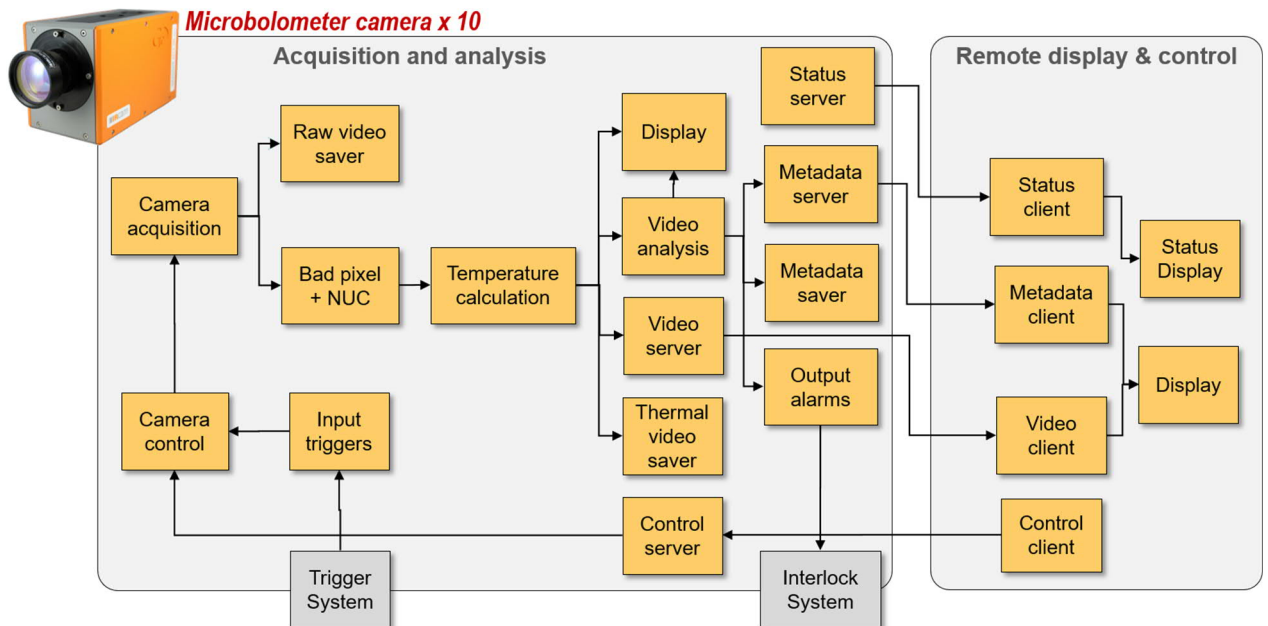 Microbolometer camera x 10
Acquisition and analysis
Remote display & control
Status
server
Raw video
saver
Display
Metadata
server
Status
client
Camera
acquisition
Video
analysis
Status
Display
Bad pixel
+ NUC
Temperature
calculation
Metadata
saver
Metadata
client
Video
server
Output
alarms
Display
Camera
control
Input
triggers
Thermal
video
saver
Video
client
Control
server
Control
client
Trigger
System
Interlock
System